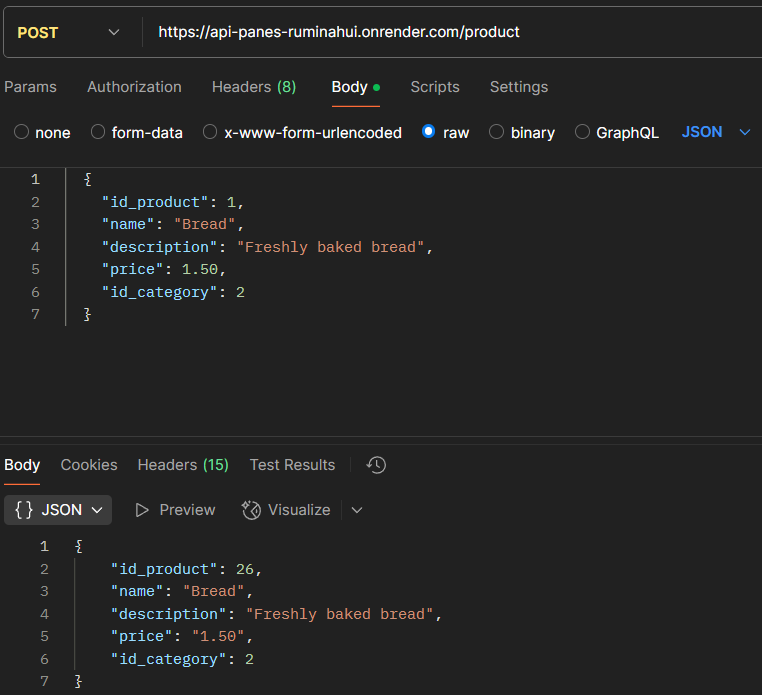 POST https://api-panes-ruminahui.onrender.com/product
Params Authorization Headers (8) Body Scripts Settings
none form-data x-www-form-urlencoded raw binary GraphQL JSON
1 {
2 "id_product": 1,
3 "name": "Bread",
4 "description": "Freshly baked bread",
5 "price": 1.50,
6 "id_category": 2
7 }
Body Cookies Headers (15) Test Results
{} JSON Preview Visualize
1 {
2 "id_product": 26,
3 "name": "Bread",
4 "description": "Freshly baked bread",
5 "price": "1.50",
6 "id_category": 2
7 }